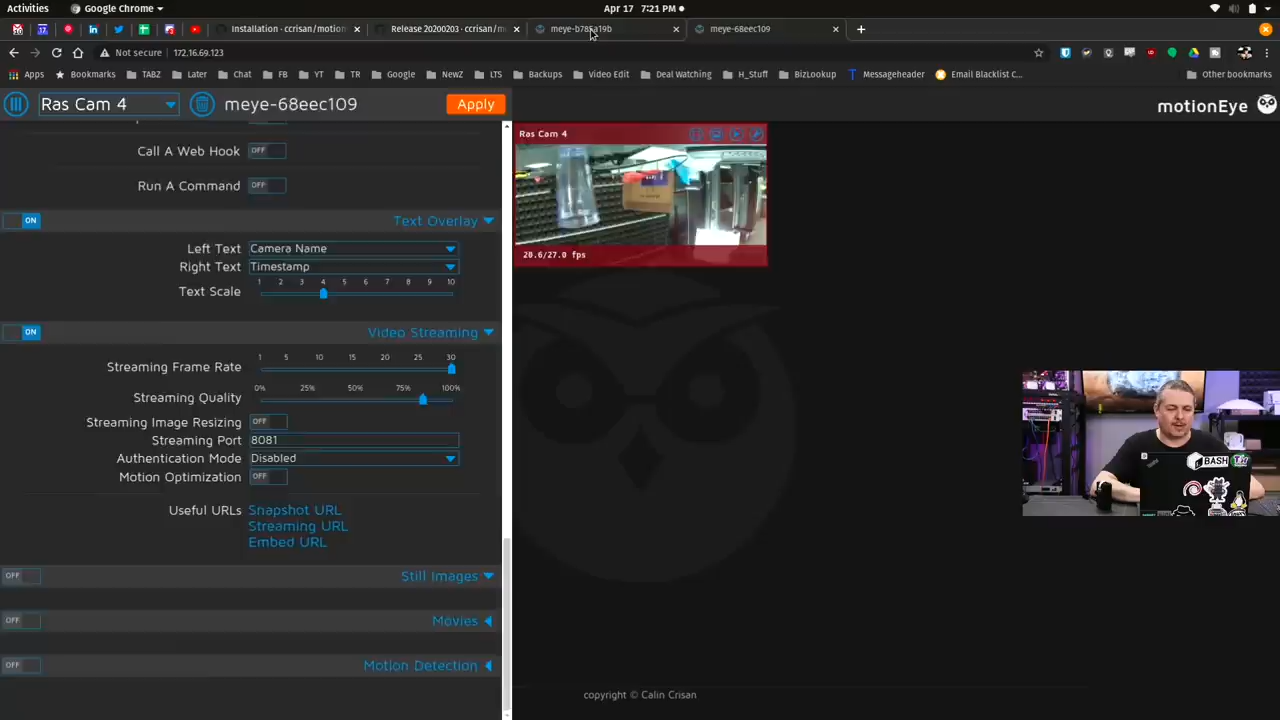 Activities
Google Chrome
Apr 17 7:21 PM
Installation · ccrisan/motion
Release 20200203 · ccrisan/m
meye-b785a19b
meye-68eec109
Not secure | 172.16.69.123
Apps Bookmarks TABZ Later Chat FB YT TR Google NewZ LTS Backups Video Edit Deal Watching H_Stuff BizLookup Messageheader Email Blacklist C... Other bookmarks
Ras Cam 4 meye-68eec109 Apply motionEye
Ras Cam 4
Call A Web Hook OFF
Run A Command OFF
ON Text Overlay
Left Text Camera Name
20.6/27.0 fps
Right Text Timestamp
1 2 3 4 5 6 7 8 9 10
Text Scale
ON Video Streaming
1 5 10 15 20 25 30
Streaming Frame Rate
0% 25% 50% 75% 100%
Streaming Quality
Streaming Image Resizing OFF
Streaming Port 8081
Authentication Mode Disabled
BASH
Motion Optimization OFF
Useful URLs Snapshot URL
Streaming URL
Embed URL
OFF Still Images
OFF Movies
OFF Motion Detection
copyright © Calin Crisan